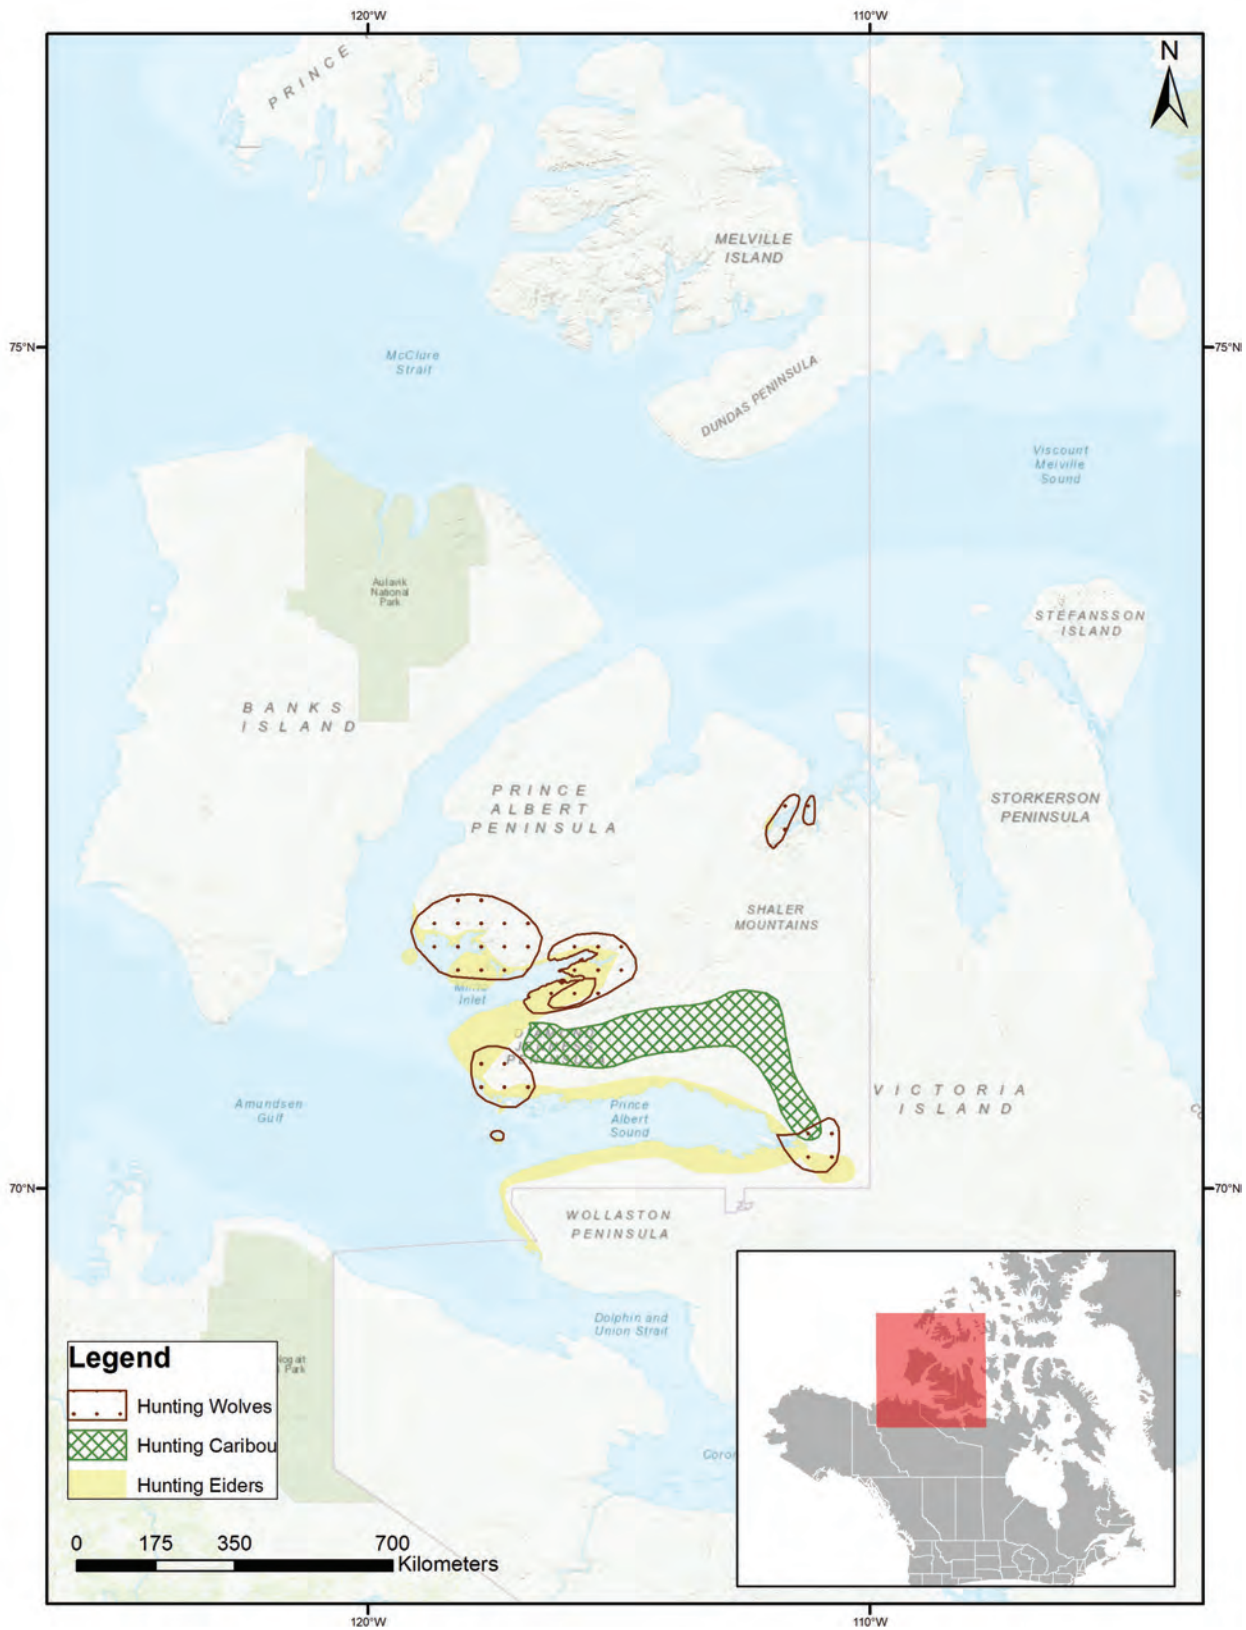 120°W
110°W
N
PRINCE
MELVILLE
ISLAND
75°N
75°N
McClure
Strait
DUNDAS PENINSULA
Viscount
Melville
Sound
Aulavik
National
Park
STEFANSSON
ISLAND
BANKS
ISLAND
PRINCE
ALBERT
PENINSULA
STORKERSON
PENINSULA
SHALER
MOUNTAINS
Inlet
VICTORIA
ISLAND
Amundsen
Gulf
Prince
Albert
Sound
70°N
70°N
WOLLASTON
PENINSULA
Dolphin and
Union Strait
Park
Coron
Legend
Hunting Wolves
Hunting Caribou
Hunting Eiders
0 175 350 700
Kilometers
120°W
110°W